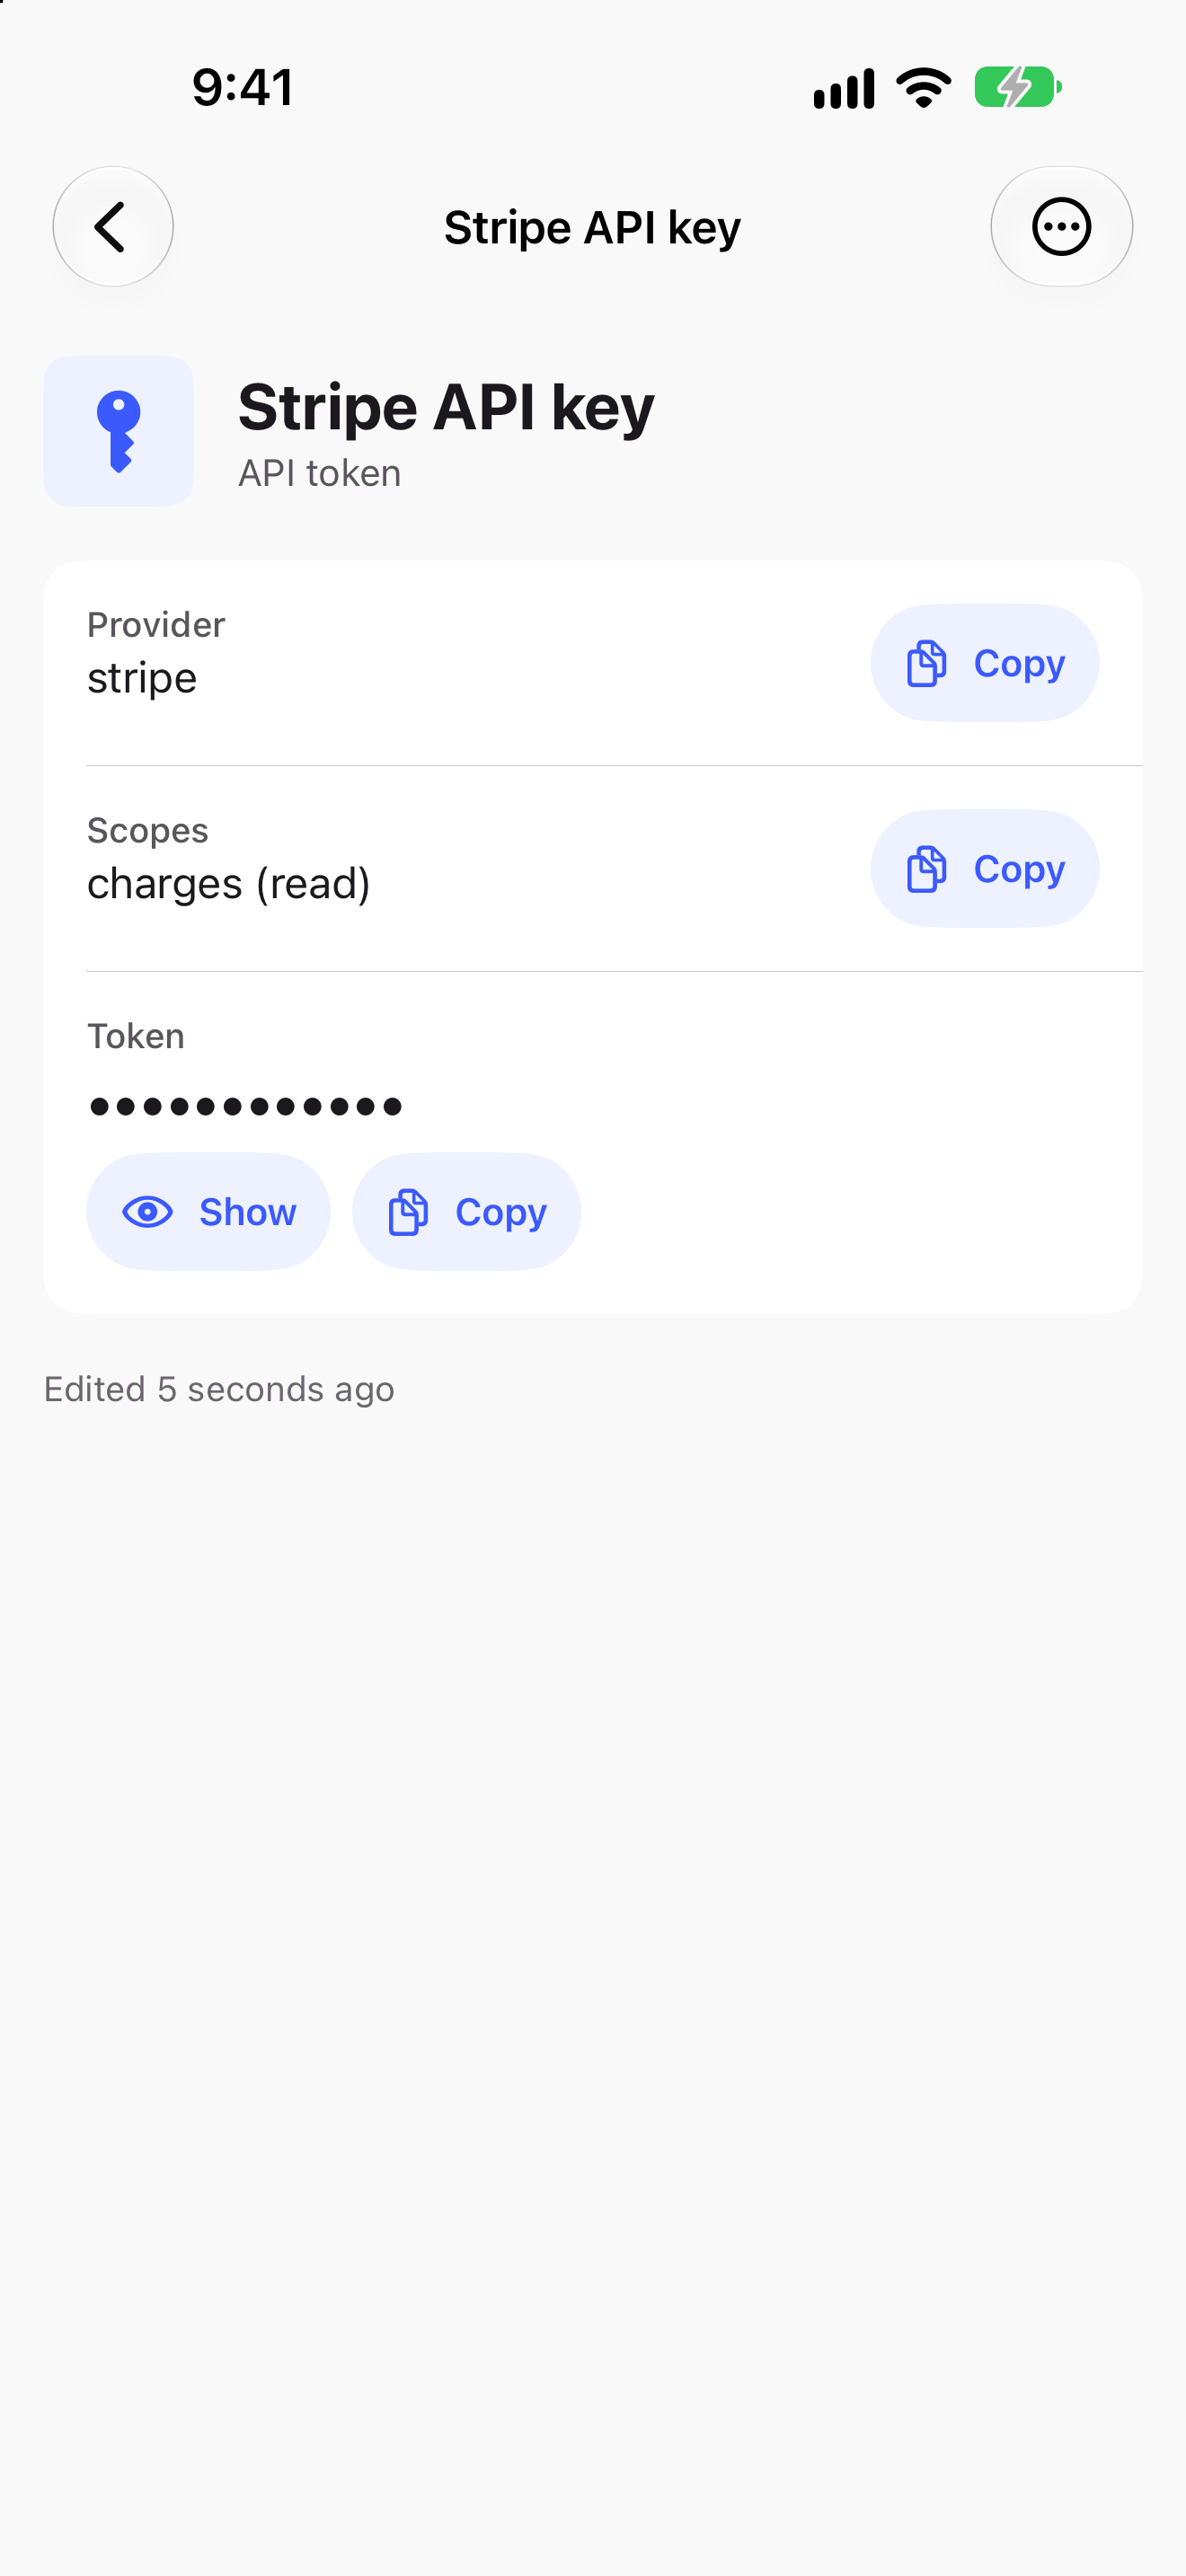 9:41
Stripe API key
Stripe API key
API token
Provider
stripe
Copy
Scopes
charges (read)
Copy
Token
••••••••••••
Show
Copy
Edited 5 seconds ago